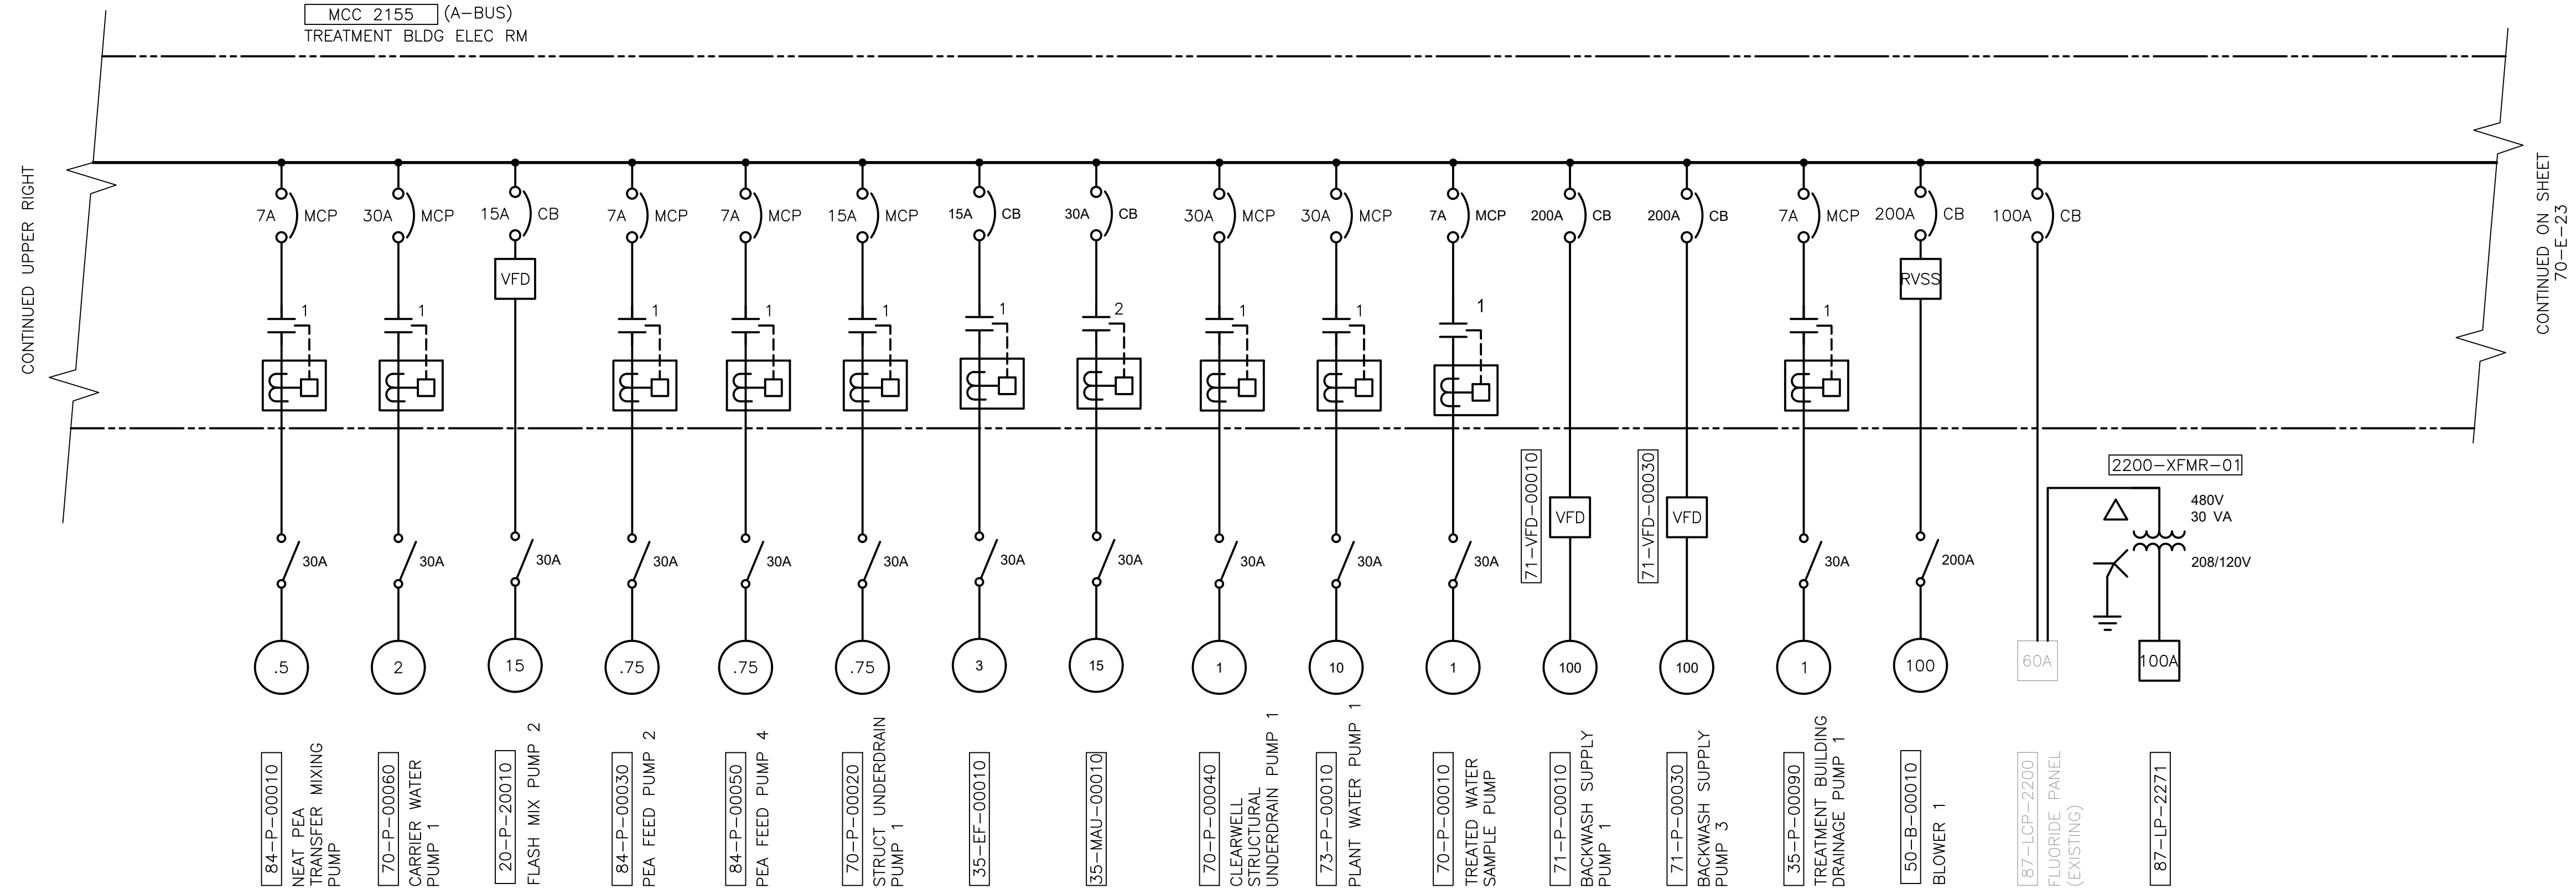 MCC 2155 (A-BUS)
TREATMENT BLDG ELEC RM
CONTINUED UPPER RIGHT
CONTINUED ON SHEET
70-E-23
7A MCP
30A MCP
15A CB
7A MCP
7A MCP
15A MCP
15A CB
30A CB
30A MCP
30A MCP
7A MCP
200A CB
200A CB
7A MCP
200A CB
100A CB
VFD
RVSS
1
1
1
1
1
1
2
1
1
1
1
71-VFD-00010
VFD
71-VFD-00030
VFD
2200-XFMR-01
480V
30 VA
208/120V
30A
30A
30A
30A
30A
30A
30A
30A
30A
30A
30A
30A
200A
.5
2
15
.75
.75
.75
3
15
1
10
1
100
100
1
100
60A
100A
84-P-00010
NEAT PEA
TRANSFER MIXING
PUMP
70-P-00060
CARRIER WATER
PUMP 1
20-P-20010
FLASH MIX PUMP 2
84-P-00030
PEA FEED PUMP 2
84-P-00050
PEA FEED PUMP 4
70-P-00020
STRUCT UNDERDRAIN
PUMP 1
35-EF-00010
35-MAU-00010
70-P-00040
CLEARWELL
STRUCTURAL
UNDERDRAIN PUMP 1
73-P-00010
PLANT WATER PUMP 1
70-P-00010
TREATED WATER
SAMPLE PUMP
71-P-00010
BACKWASH SUPPLY
PUMP 1
71-P-00030
BACKWASH SUPPLY
PUMP 3
35-P-00090
TREATMENT BUILDING
DRAINAGE PUMP 1
50-B-00010
BLOWER 1
87-LCP-2200
FLUORIDE PANEL
(EXISTING)
87-LP-2271